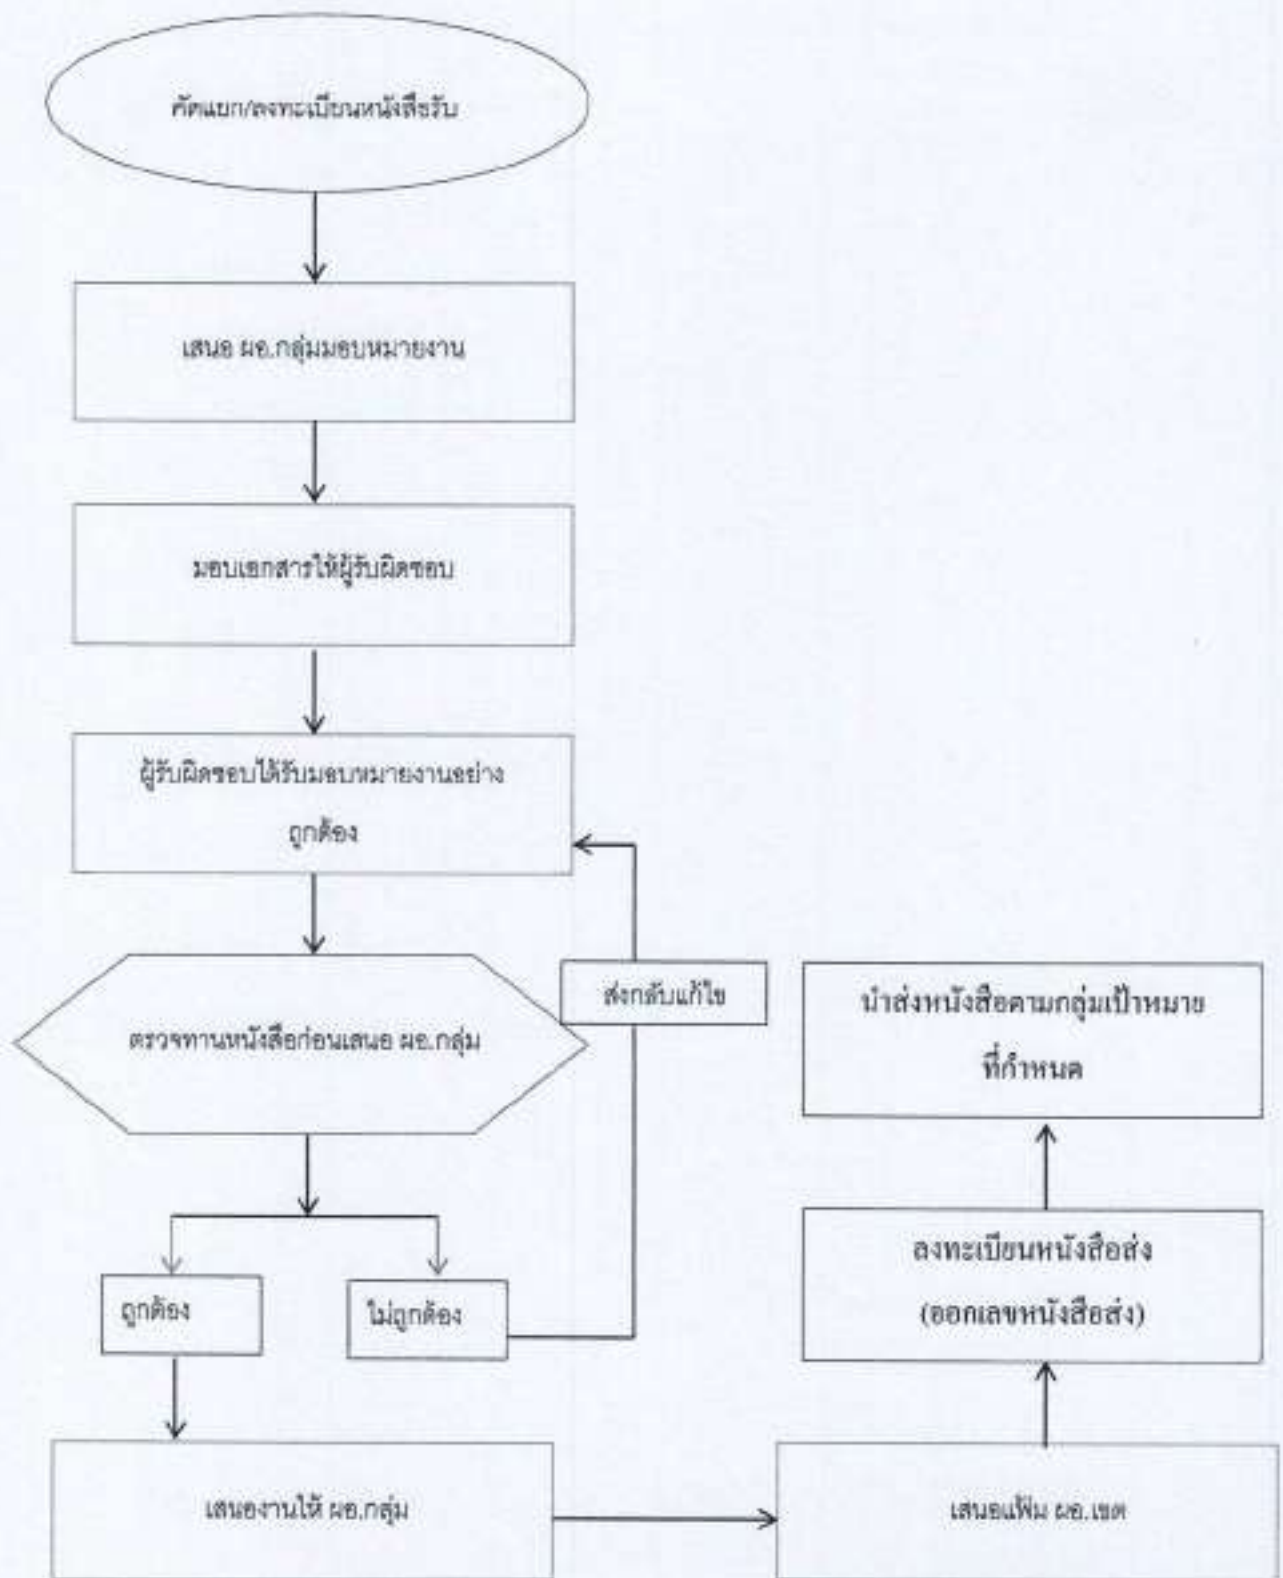 คัดแยก/ลงทะเบียนหนังสือรับ
เสนอ ผอ.กลุ่มมอบหมายงาน
มอบเอกสารให้ผู้รับผิดชอบ
ผู้รับผิดชอบได้รับมอบหมายงานอย่าง
ถูกต้อง
ตรวจทานหนังสือก่อนเสนอ ผอ.กลุ่ม
ส่งกลับแก้ไข
ถูกต้อง
ไม่ถูกต้อง
เสนองานให้ ผอ.กลุ่ม
เสนอแฟ้ม ผอ.เขต
ลงทะเบียนหนังสือส่ง
(ออกเลขหนังสือส่ง)
นำส่งหนังสือตามกลุ่มเป้าหมาย
ที่กำหนด